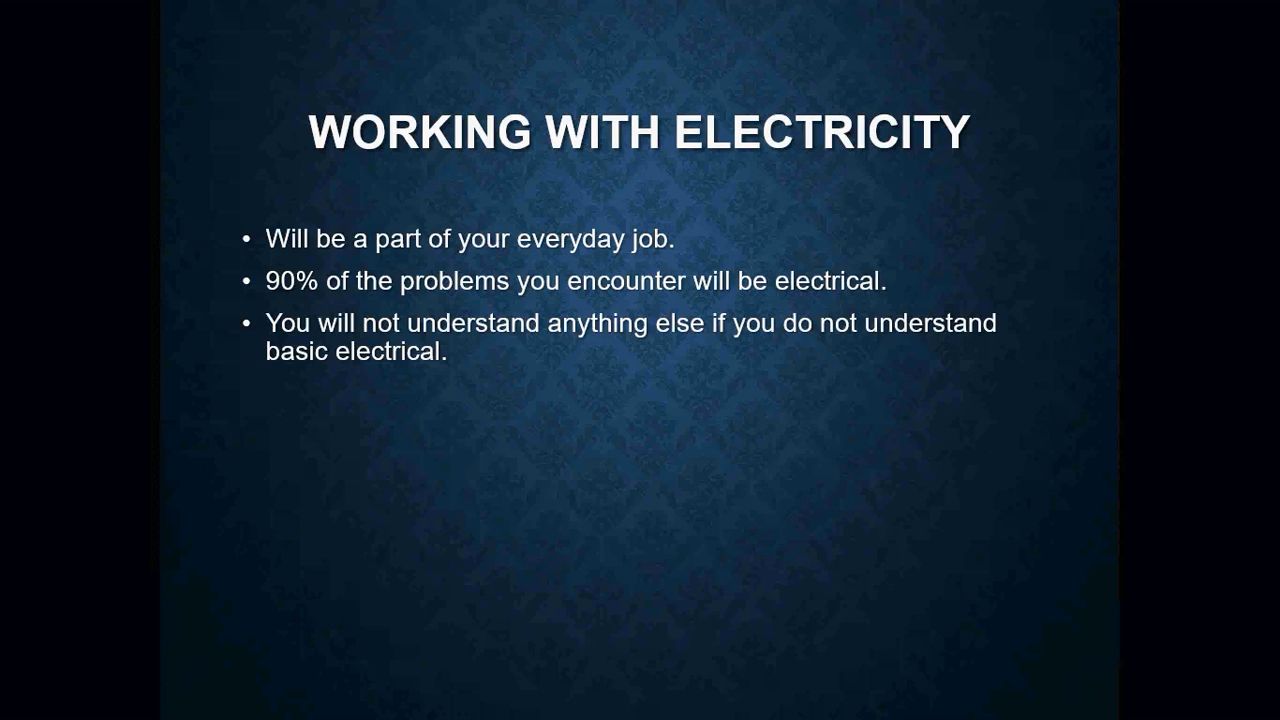 WORKING WITH ELECTRICITY
• Will be a part of your everyday job.
• 90% of the problems you encounter will be electrical.
• You will not understand anything else if you do not understand
basic electrical.